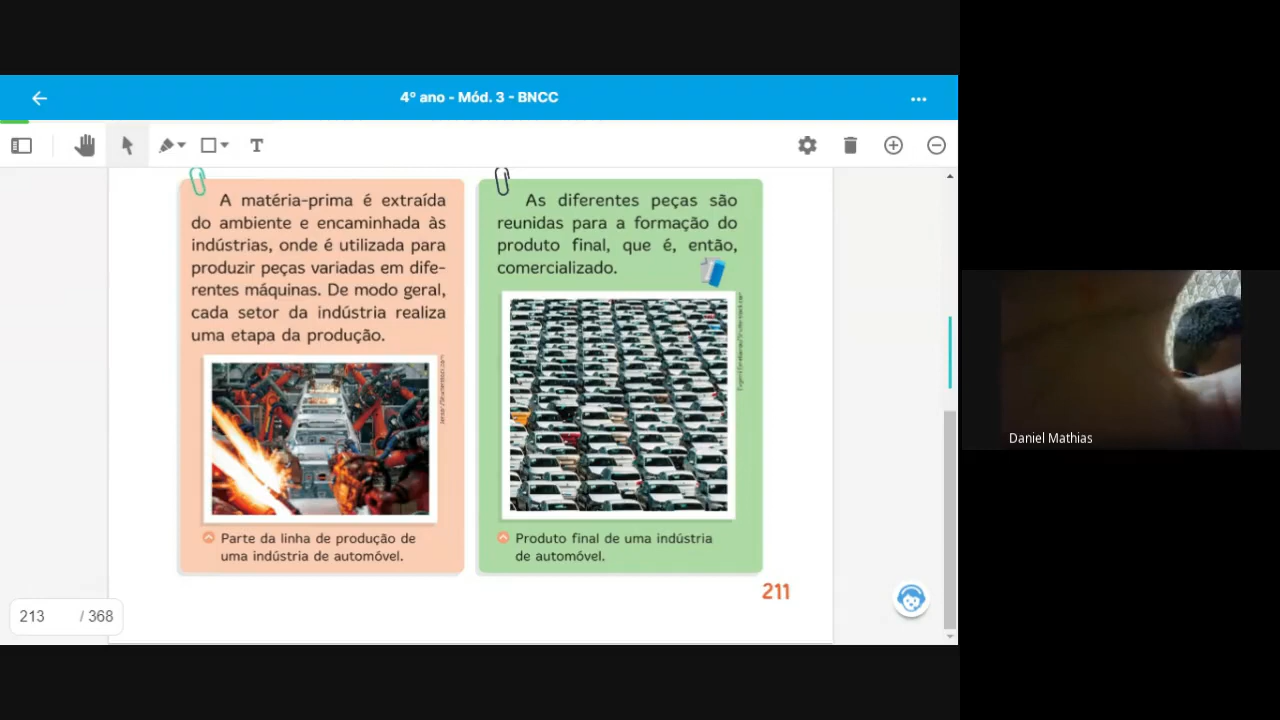 4º ano - Mód. 3 - BNCC
T
A matéria-prima é extraída
do ambiente e encaminhada às
indústrias, onde é utilizada para
produzir peças variadas em dife-
rentes máquinas. De modo geral,
cada setor da indústria realiza
uma etapa da produção.
Parte da linha de produção de
uma indústria de automóvel.
As diferentes peças são
reunidas para a formação do
produto final, que é, então,
comercializado.
Produto final de uma indústria
de automóvel.
211
213 / 368
Daniel Mathias